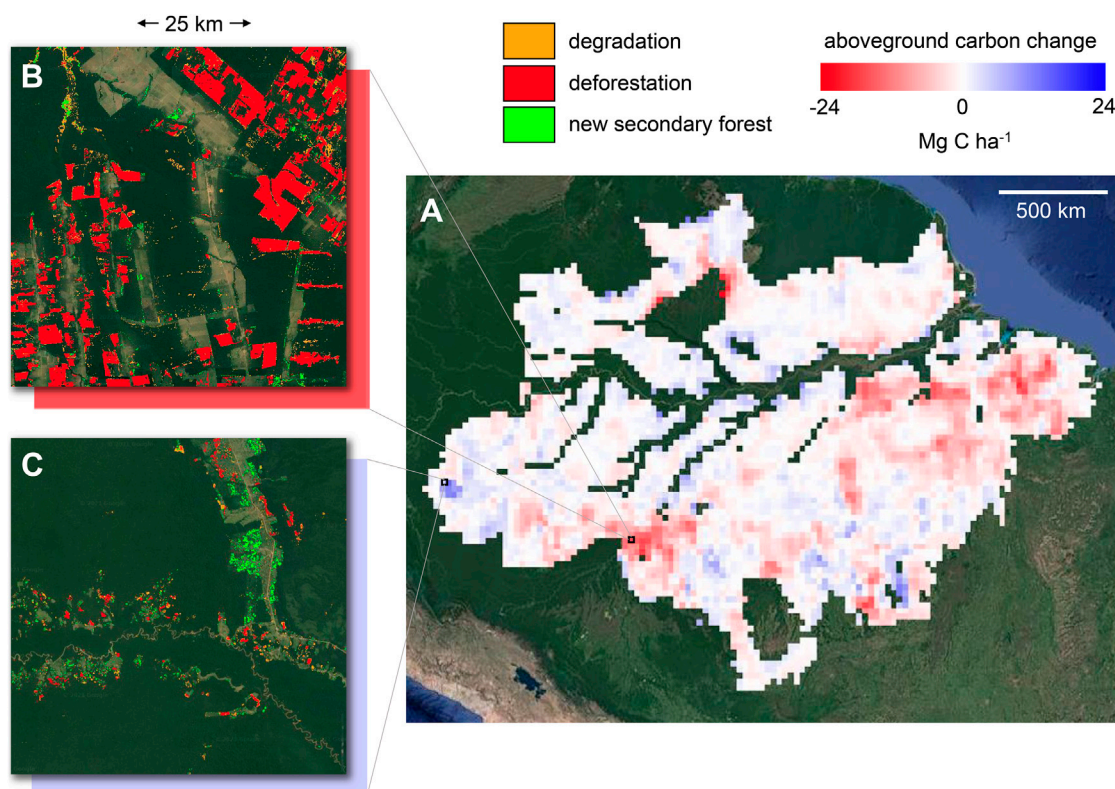 ← 25 km →
degradation
deforestation
new secondary forest
aboveground carbon change
-24 0 24
Mg C ha⁻¹
B
A
500 km
C